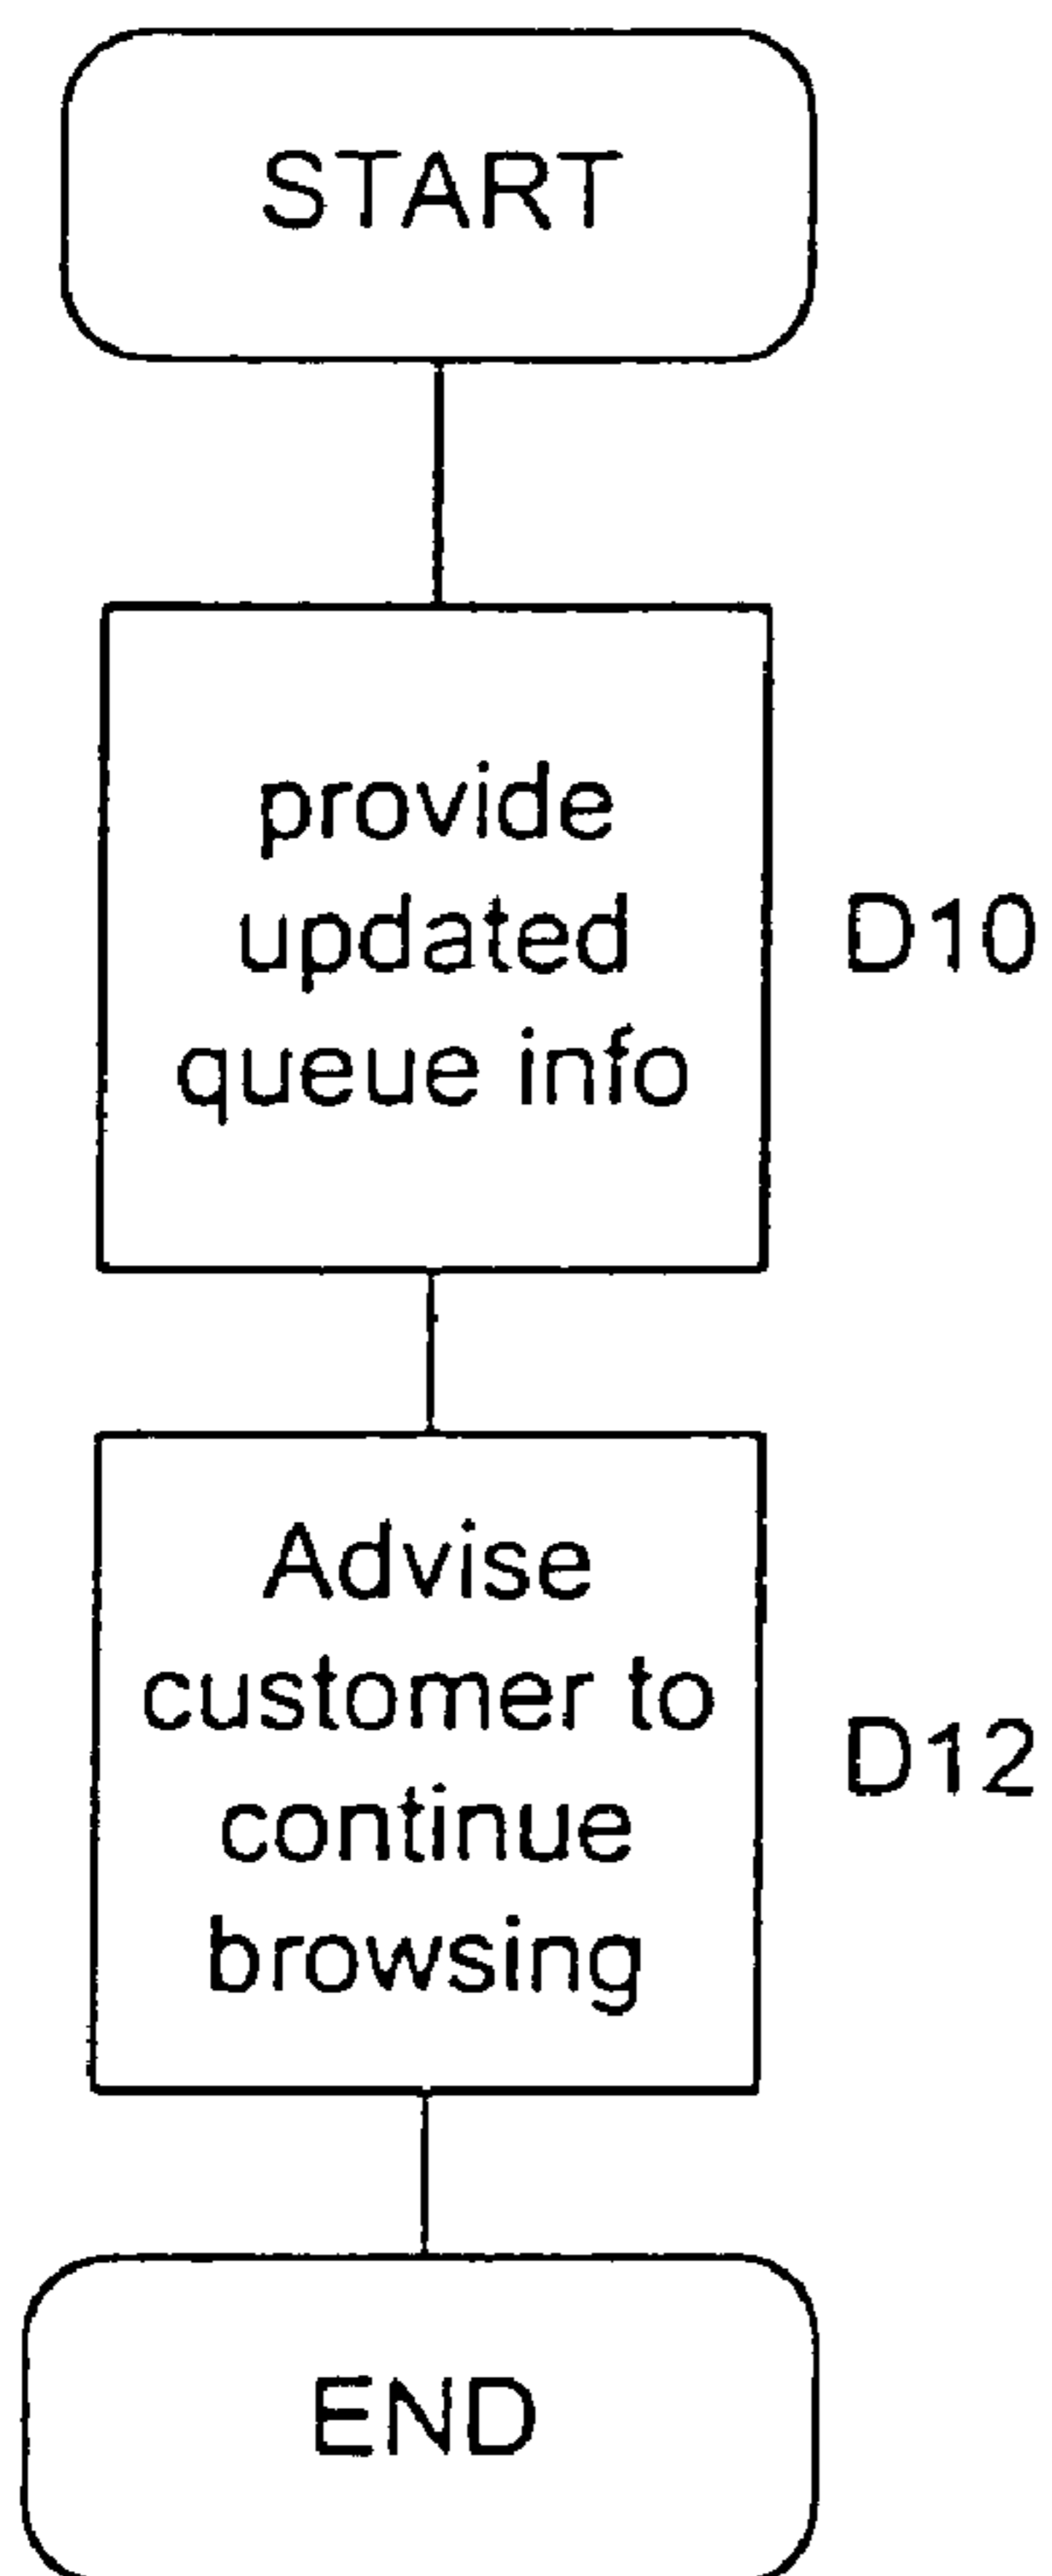 START
provide
updated
queue info
D10
Advise
customer to
continue
browsing
D12
END